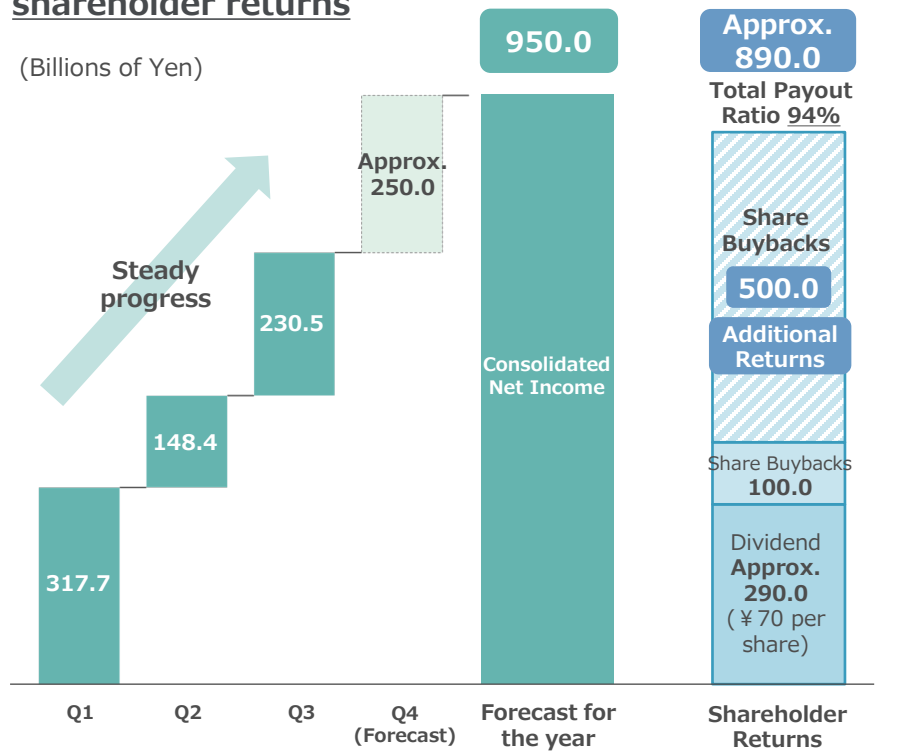 shareholder returns
(Billions of Yen)
950.0
Approx.
890.0
Total Payout
Ratio 94%
Approx.
250.0
Share
Buybacks
500.0
Additional
Returns
Steady
progress
230.5
Consolidated
Net Income
148.4
Share Buybacks
100.0
317.7
Dividend
Approx.
290.0
(¥70 per
share)
Q1
Q2
Q3
Q4
(Forecast)
Forecast for
the year
Shareholder
Returns